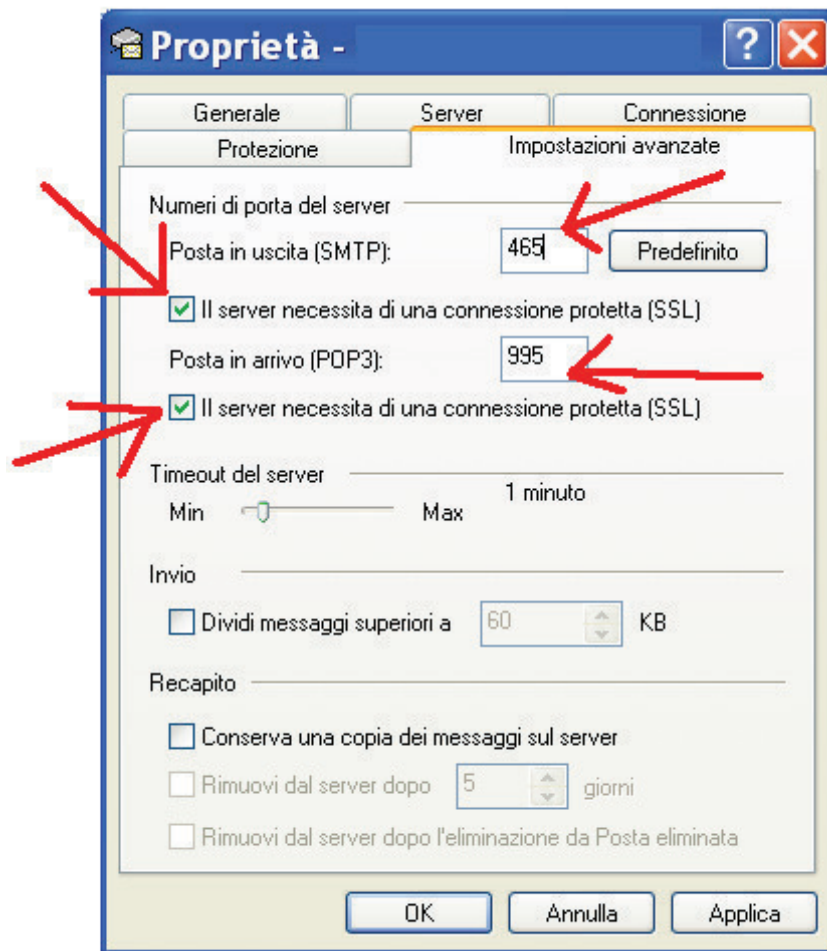 Proprietà -
Generale Server Connessione
Protezione Impostazioni avanzate
Numeri di porta del server
Posta in uscita (SMTP): 465 Predefinito
Il server necessita di una connessione protetta (SSL)
Posta in arrivo (POP3): 995
Il server necessita di una connessione protetta (SSL)
Timeout del server
Min Max 1 minuto
Invio
Dividi messaggi superiori a 60 KB
Recapito
Conserva una copia dei messaggi sul server
Rimuovi dal server dopo 5 giorni
Rimuovi dal server dopo l'eliminazione da Posta eliminata
OK Annulla Applica